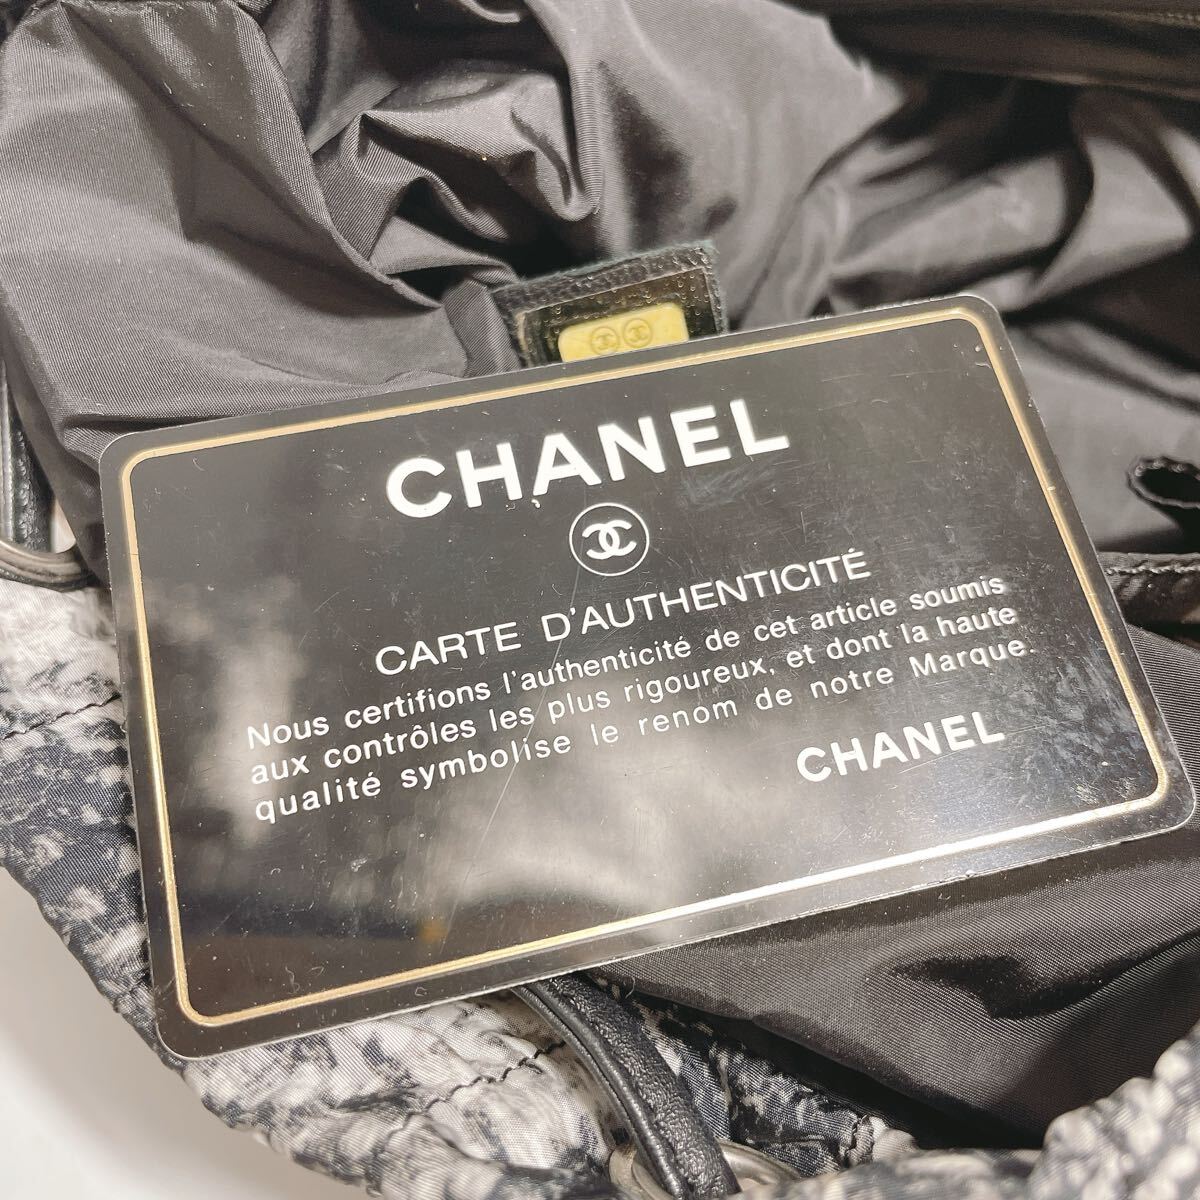 CHANEL
CARTE D'AUTHENTICITÉ
Nous certifions l'authenticité de cet article soumis
aux contrôles les plus rigoureux, et dont la haute
qualité symbolise le renom de notre Marque.
CHANEL